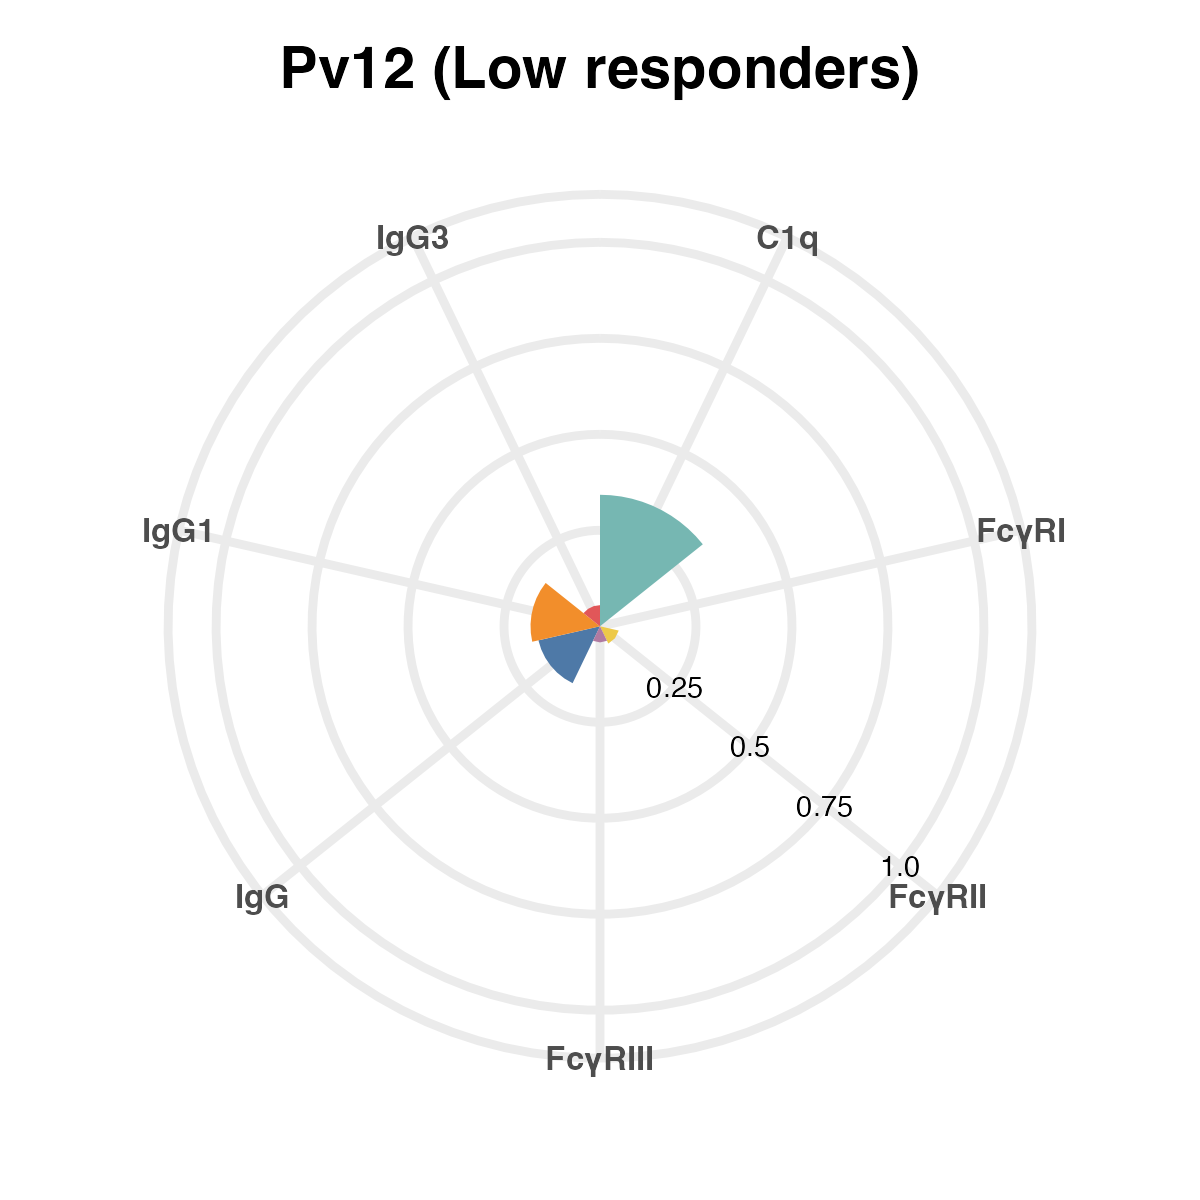 Pv12 (Low responders)
IgG3
C1q
IgG1
FcγRI
0.25
0.5
0.75
1.0
IgG
FcγRII
FcγRIII